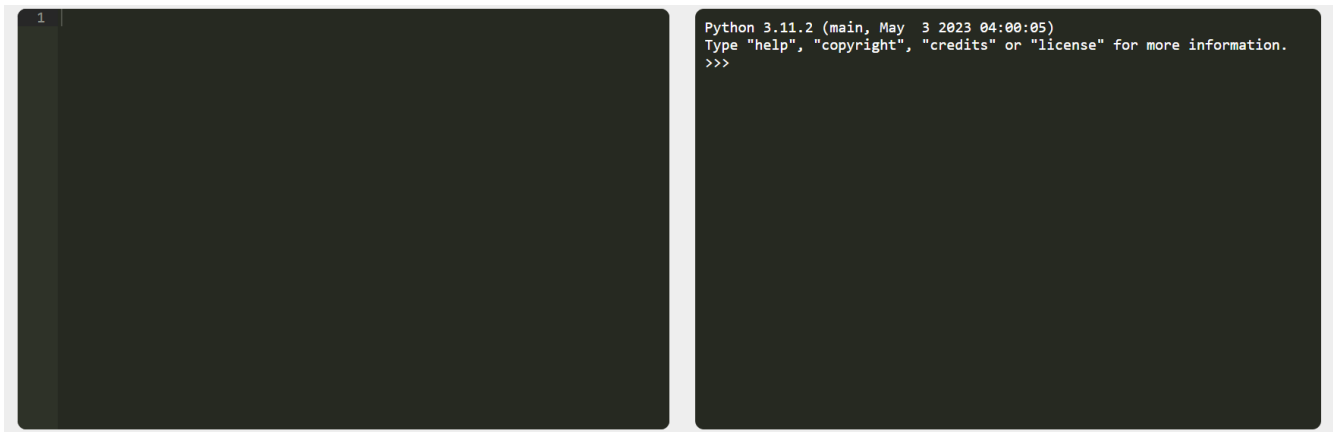 1
Python 3.11.2 (main, May  3 2023 04:00:05)
Type "help", "copyright", "credits" or "license" for more information.
>>>